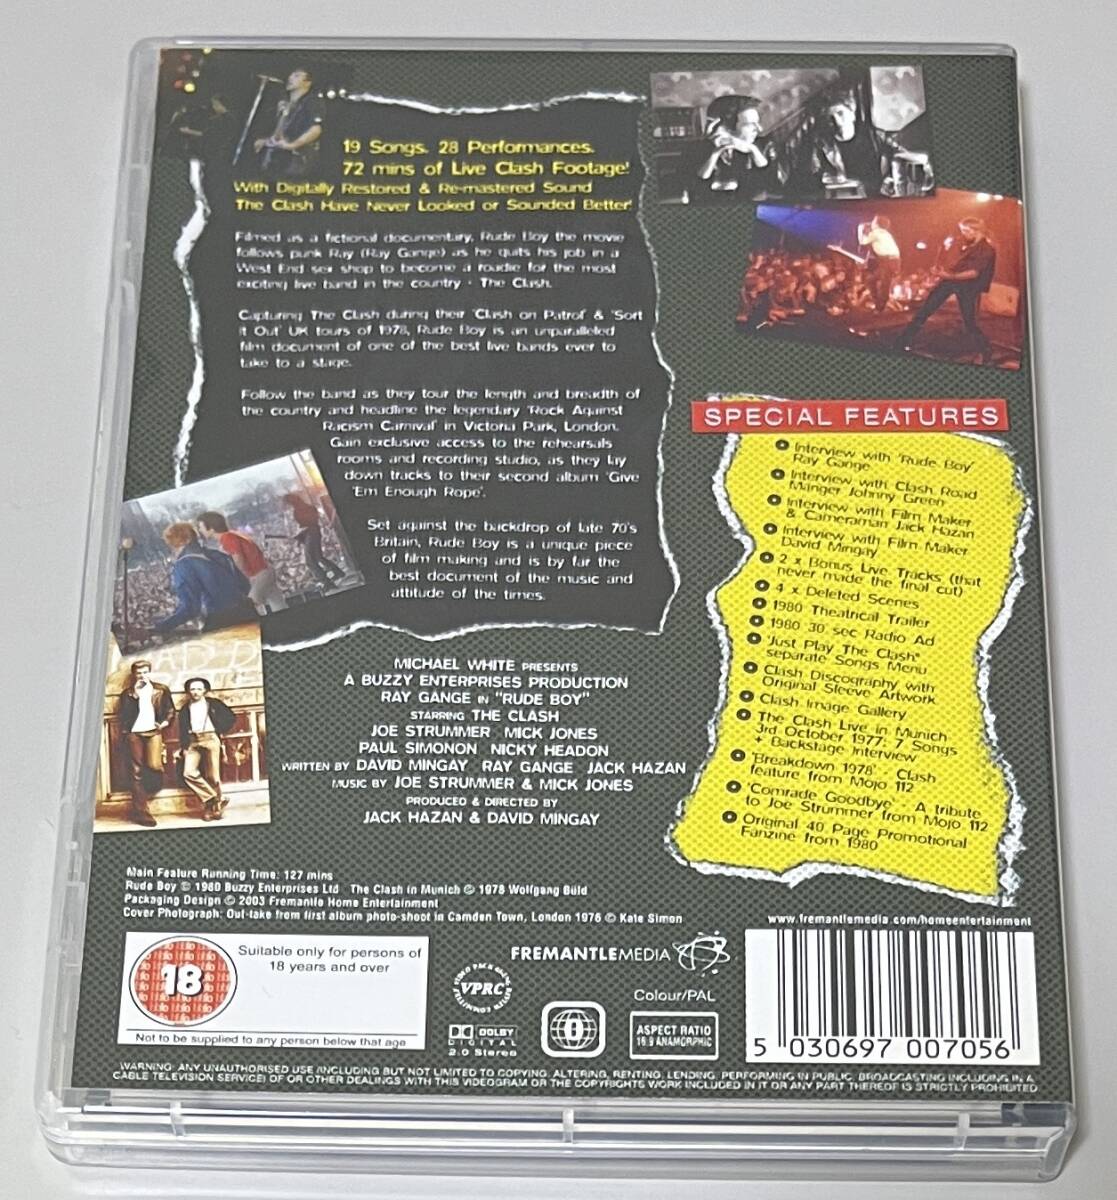 19 Songs. 28 Performances.
72 mins of Live Clash Footage!
With Digitally Restored & Re-mastered Sound
The Clash Have Never Looked or Sounded Better!
Filmed as a fictional documentary, Rude Boy the movie
follows punk Ray (Ray Gange) as he quits his job in a
West End sex shop to become a roadie for the most
exciting live band in the country - The Clash.
Capturing The Clash during their 'Clash on Patrol' & 'Sort
it Out' UK tours of 1978, Rude Boy is an unparalleled
film document of one of the best live bands ever to
take to a stage.
Follow the band as they tour the length and breadth of
the country and headline the legendary 'Rock Against
Racism Carnival' in Victoria Park, London.
Gain exclusive access to the rehearsals
rooms and recording studio, as they lay
down tracks to their second album 'Give
'Em Enough Rope'.
Set against the backdrop of late 70's
Britain, Rude Boy is a unique piece
of film making and is by far the
best document of the music and
attitude of the times.
MICHAEL WHITE PRESENTS
A BUZZY ENTERPRISES PRODUCTION
RAY GANGE IN "RUDE BOY"
STARRING THE CLASH
JOE STRUMMER MICK JONES
PAUL SIMONON NICKY HEADON
WRITTEN BY DAVID MINGAY RAY GANGE JACK HAZAN
MUSIC BY JOE STRUMMER & MICK JONES
PRODUCED & DIRECTED BY
JACK HAZAN & DAVID MINGAY
SPECIAL FEATURES
Interview with 'Rude Boy'
Ray Gange
Interview with Clash Road
Manger Johnny Green
Interview with Film Maker
& Cameraman Jack Hazan
Interview with Film Maker
David Mingay
2 x Bonus Live Tracks (that
never made the final cut)
4 x Deleted Scenes
1980 Theatrical Trailer
1980 30 sec Radio Ad
'Just Play The Clash'
separate Songs Menu
Clash Discography with
Original Sleeve Artwork
Clash Image Gallery
The Clash Live in Munich
3rd October 1977: 7 Songs
+ Backstage Interview
'Breakdown 1978' - Clash
feature from Mojo 112
'Comrade Goodbye' - A tribute
to Joe Strummer from Mojo 112
Original 40 Page Promotional
Fanzine from 1980
Main Feature Running Time: 127 mins
Rude Boy © 1980 Buzzy Enterprises Ltd The Clash in Munich © 1978 Wolfgang Büld
Packaging Design © 2003 Fremantle Home Entertainment
Cover Photograph: Out-take from first album photo-shoot in Camden Town, London 1976 © Kate Simon
www.fremantlemedia.com/homeentertainment
18
Suitable only for persons of
18 years and over
Not to be supplied to any person below that age
FREMANTLEMEDIA
VPRC
DOLBY
DIGITAL
2.0 Stereo
0
Colour/PAL
ASPECT RATIO
16:9 ANAMORPHIC
5 030697 007056
WARNING: ANY UNAUTHORISED USE (INCLUDING BUT NOT LIMITED TO COPYING, ALTERING, RENTING, LENDING, PERFORMING IN PUBLIC, BROADCASTING INCLUDING IN A
CABLE TELEVISION SERVICE) OF OR OTHER DEALINGS WITH THIS VIDEOGRAM OR THE COPYRIGHTS WORK INCLUDED IN IT OR ANY PART THEREOF IS STRICTLY PROHIBITED.